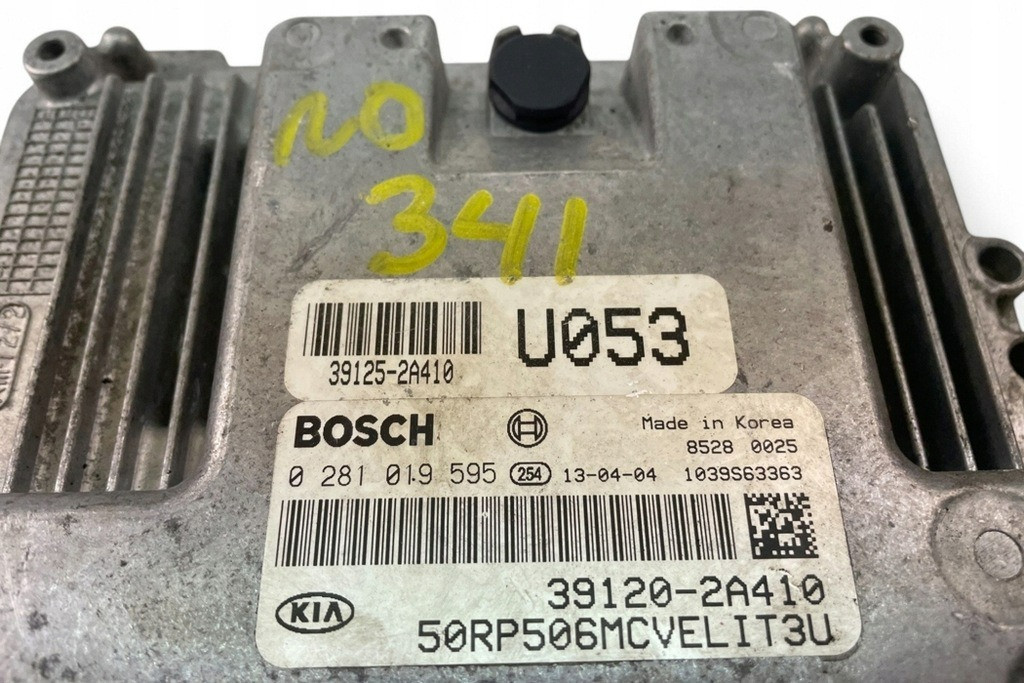 NO
341
39125-2A410
U053
BOSCH
Made in Korea
8528 0025
0 281 019 595 254 13-04-04 1039S63363
39120-2A410
KIA
50RP506MCVELIT3U